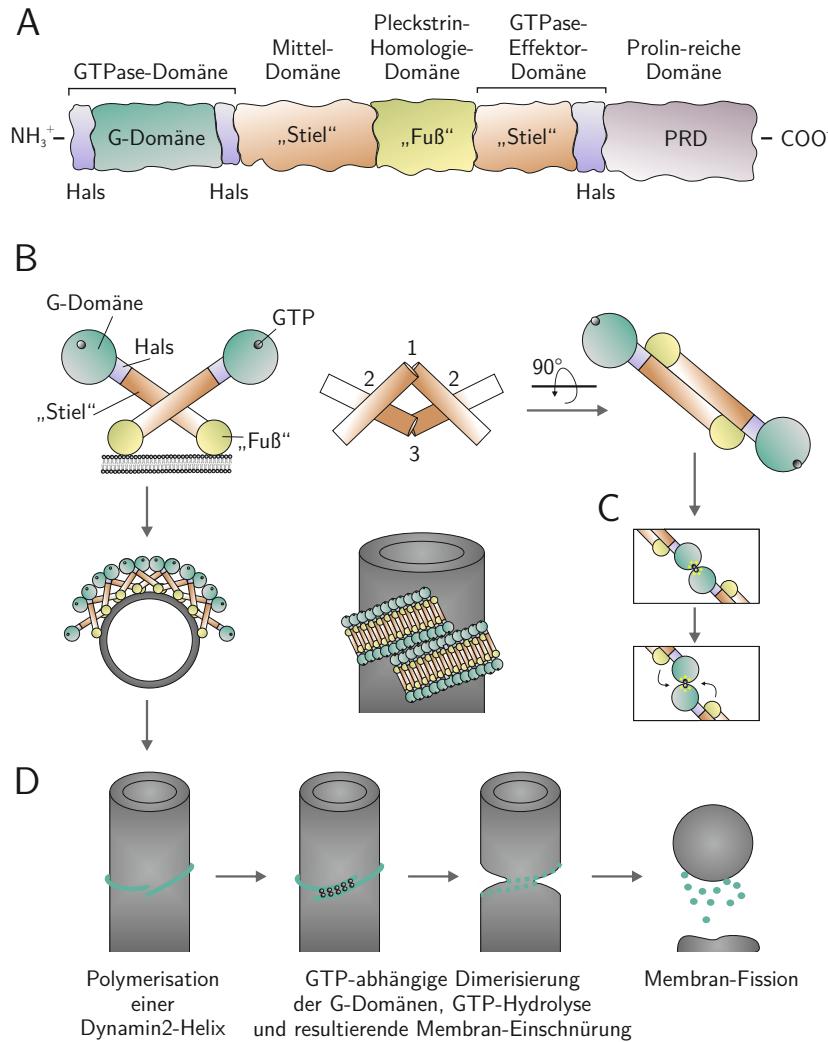 A
Mittel-
Domäne
Pleckstrin-
Homologie-
Domäne
GTPase-
Effektor-
Domäne
Prolin-reiche
Domäne
GTPase-Domäne
NH₃⁺
G-Domäne
„Stiel“
„Fuß“
„Stiel“
PRD
COO⁻
Hals
Hals
Hals
B
G-Domäne
GTP
Hals
„Stiel“
„Fuß“
1
2
2
3
90°
C
D
Polymerisation
einer
Dynamin2-Helix
GTP-abhängige Dimerisierung
der G-Domänen, GTP-Hydrolyse
und resultierende Membran-Einschnürung
Membran-Fission